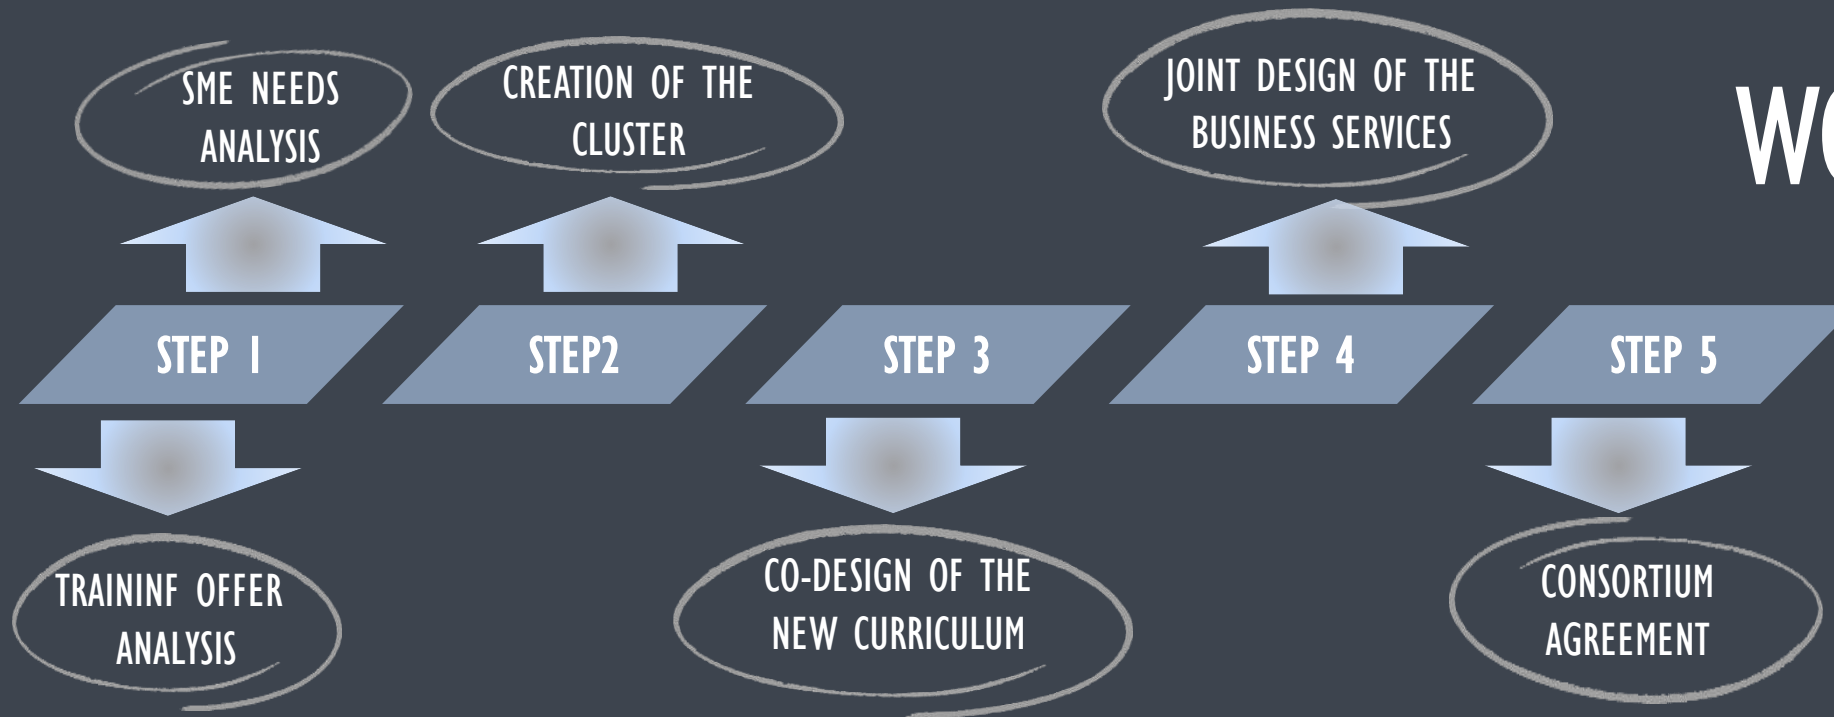 SME NEEDS
ANALYSIS
CREATION OF THE
CLUSTER
JOINT DESIGN OF THE
BUSINESS SERVICES
STEP 1
STEP2
STEP 3
STEP 4
STEP 5
TRAININF OFFER
ANALYSIS
CO-DESIGN OF THE
NEW CURRICULUM
CONSORTIUM
AGREEMENT